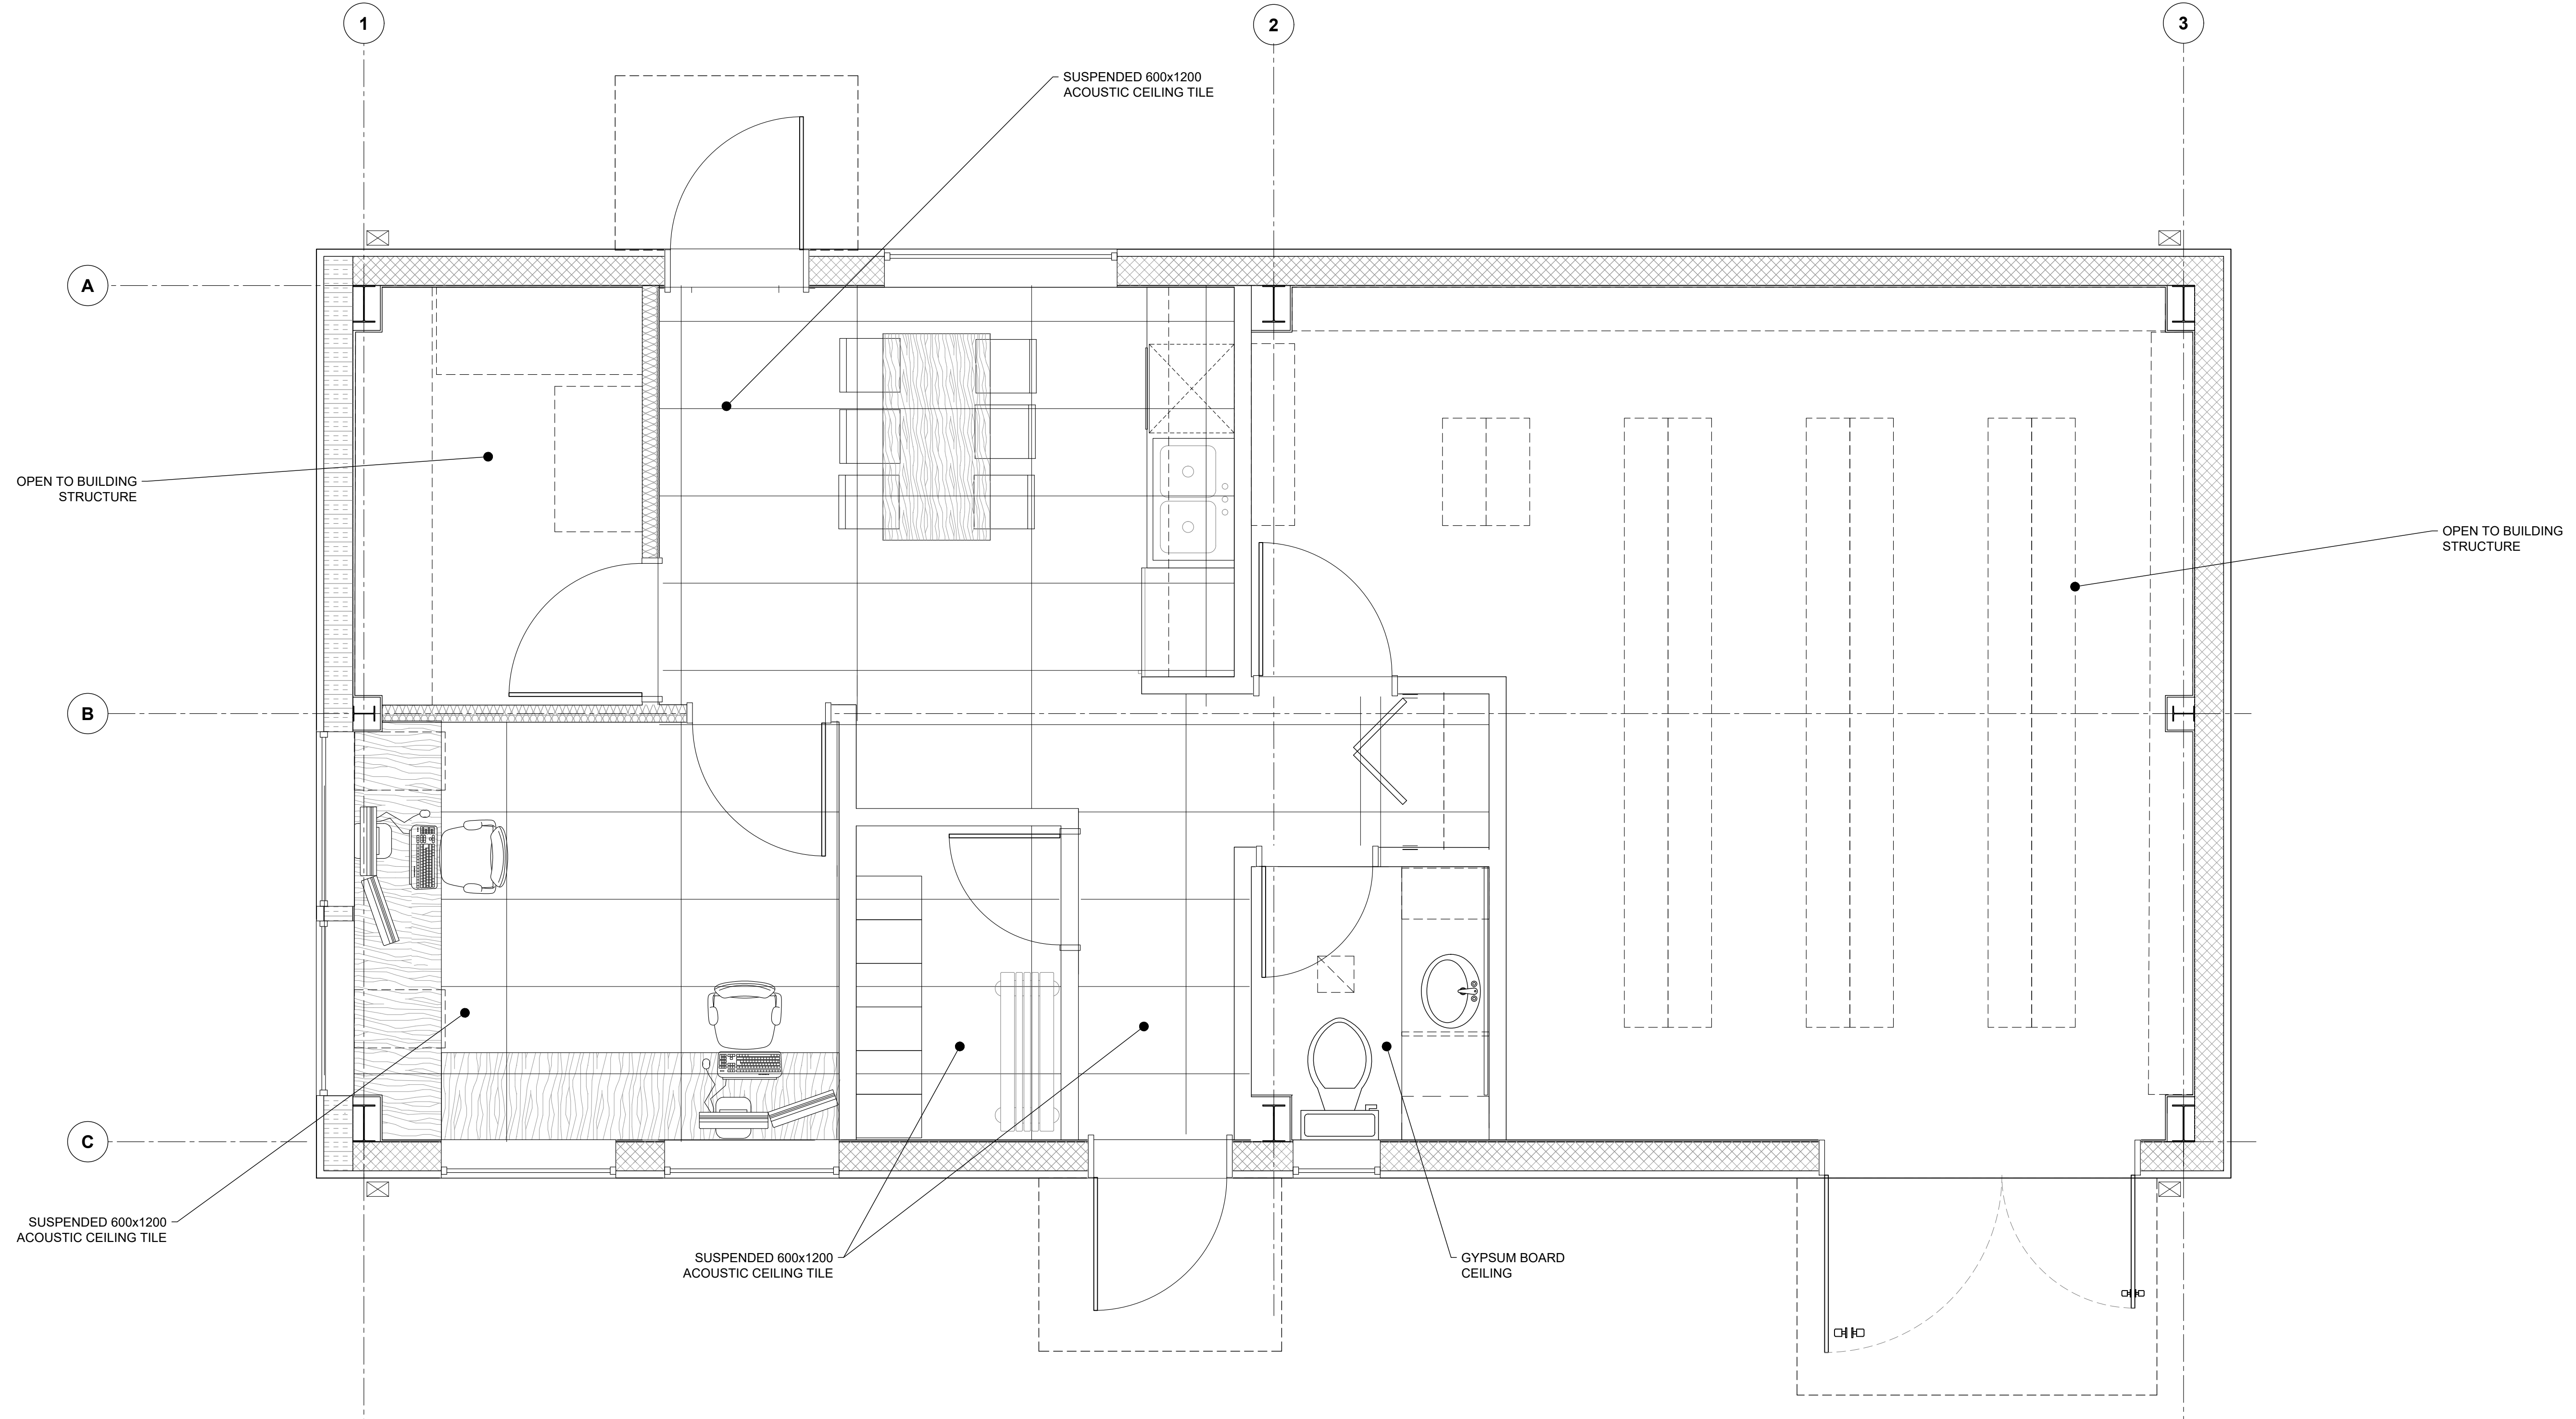 1
2
3
SUSPENDED 600x1200
ACOUSTIC CEILING TILE
A
OPEN TO BUILDING
STRUCTURE
OPEN TO BUILDING
STRUCTURE
B
C
SUSPENDED 600x1200
ACOUSTIC CEILING TILE
SUSPENDED 600x1200
ACOUSTIC CEILING TILE
GYPSUM BOARD
CEILING